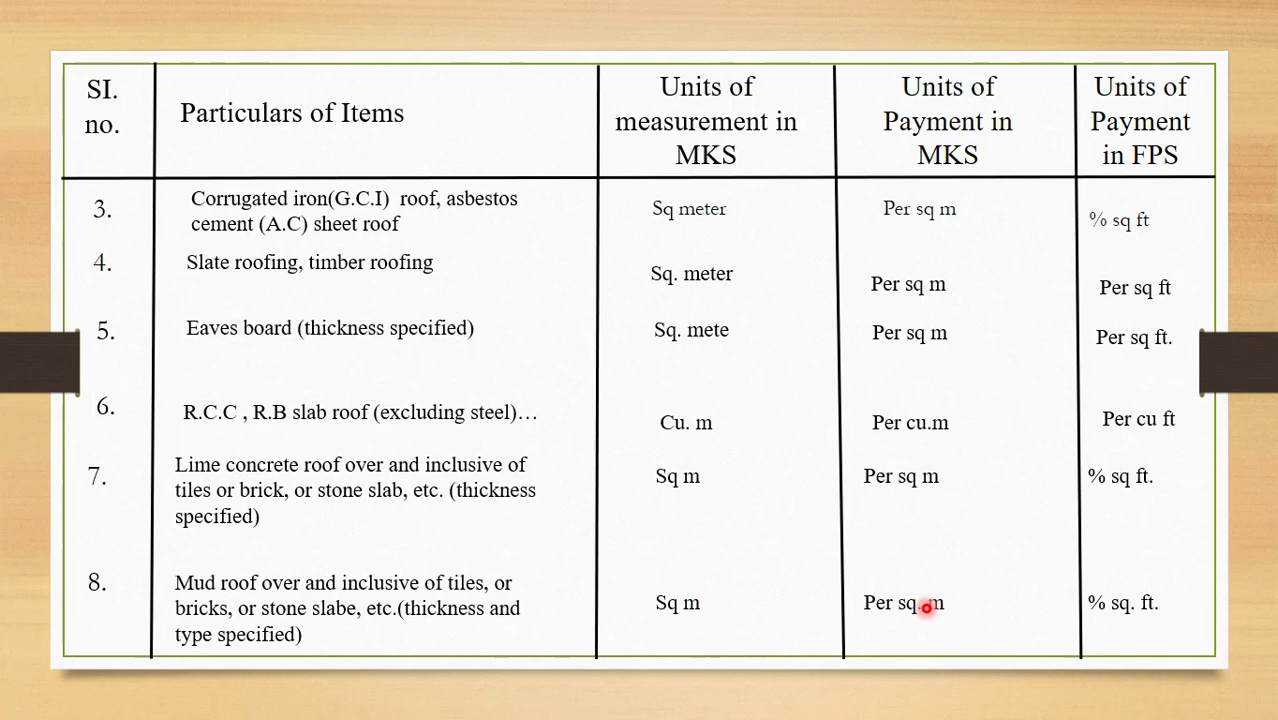 SI.
no.
Particulars of Items
Units of
measurement in
MKS
Units of
Payment in
MKS
Units of
Payment
in FPS
3.
Corrugated iron(G.C.I) roof, asbestos
cement (A.C) sheet roof
Sq meter
Per sq m
% sq ft
4.
Slate roofing, timber roofing
Sq. meter
Per sq m
Per sq ft
5.
Eaves board (thickness specified)
Sq. mete
Per sq m
Per sq ft.
6.
R.C.C , R.B slab roof (excluding steel)…
Cu. m
Per cu.m
Per cu ft
7.
Lime concrete roof over and inclusive of
tiles or brick, or stone slab, etc. (thickness
specified)
Sq m
Per sq m
% sq ft.
8.
Mud roof over and inclusive of tiles, or
bricks, or stone slabe, etc.(thickness and
type specified)
Sq m
Per sq. m
% sq. ft.